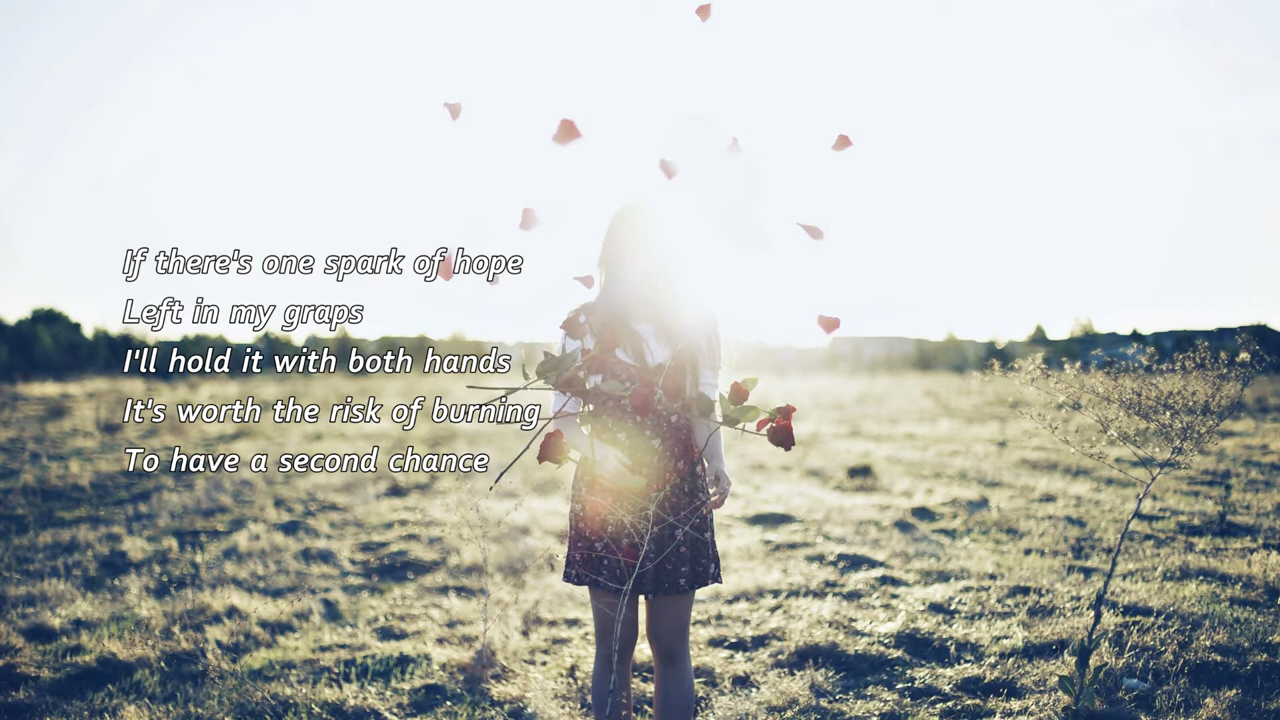 If there's one spark of hope
Left in my graps
I'll hold it with both hands
It's worth the risk of burning
To have a second chance